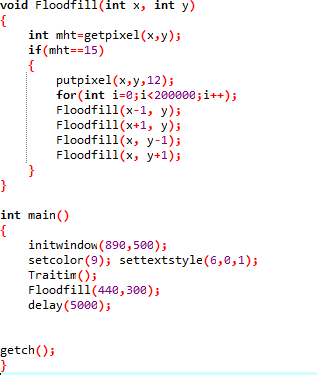 void Floodfill(int x, int y)
{
int mht=getpixel(x,y);
if(mht==15)
{
putpixel(x,y,12);
for(int i=0;i<200000;i++);
Floodfill(x-1, y);
Floodfill(x+1, y);
Floodfill(x, y-1);
Floodfill(x, y+1);
}
}
int main()
{
initwindow(890,500);
setcolor(9); settextstyle(6,0,1);
Traitim();
Floodfill(440,300);
delay(5000);
getch();
}